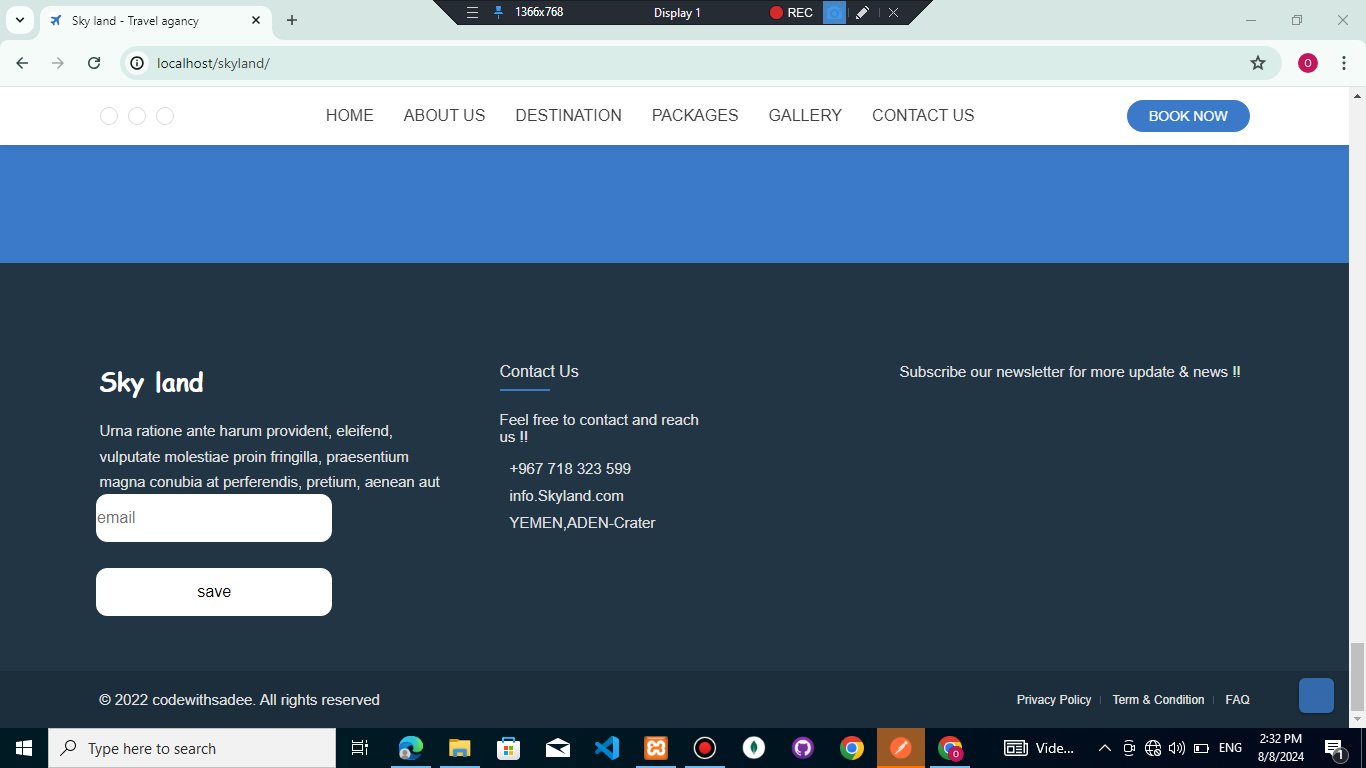 Sky land - Travel agancy
1366x768
Display 1
REC
localhost/skyland/
O
HOME
ABOUT US
DESTINATION
PACKAGES
GALLERY
CONTACT US
BOOK NOW
Sky land
Urna ratione ante harum provident, eleifend,
vulputate molestiae proin fringilla, praesentium
magna conubia at perferendis, pretium, aenean aut
email
save
Contact Us
Feel free to contact and reach
us !!
+967 718 323 599
info.Skyland.com
YEMEN,ADEN-Crater
Subscribe our newsletter for more update & news !!
© 2022 codewithsadee. All rights reserved
Privacy Policy
Term & Condition
FAQ
Type here to search
O
Vide...
ENG
2:32 PM
8/8/2024
1